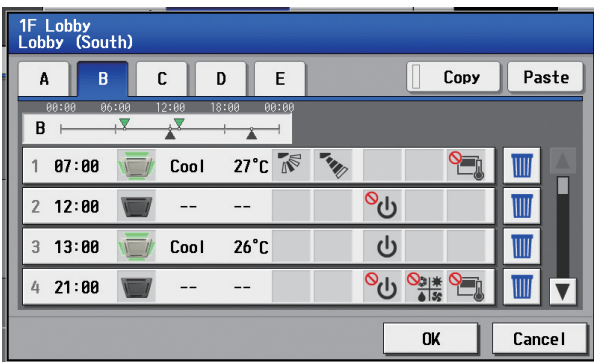 1F Lobby
Lobby (South)
A B C D E Copy Paste
00:00 06:00 12:00 18:00 00:00
B
1 07:00 Cool 27°C
2 12:00 -- --
3 13:00 Cool 26°C
4 21:00 -- --
OK Cancel